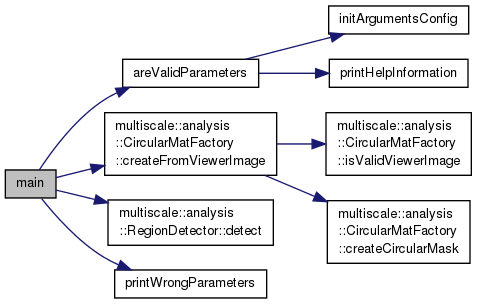 main
areValidParameters
initArgumentsConfig
printHelpInformation
multiscale::analysis
::CircularMatFactory
::createFromViewerImage
multiscale::analysis
::CircularMatFactory
::isValidViewerImage
multiscale::analysis
::CircularMatFactory
::createCircularMask
multiscale::analysis
::RegionDetector::detect
printWrongParameters